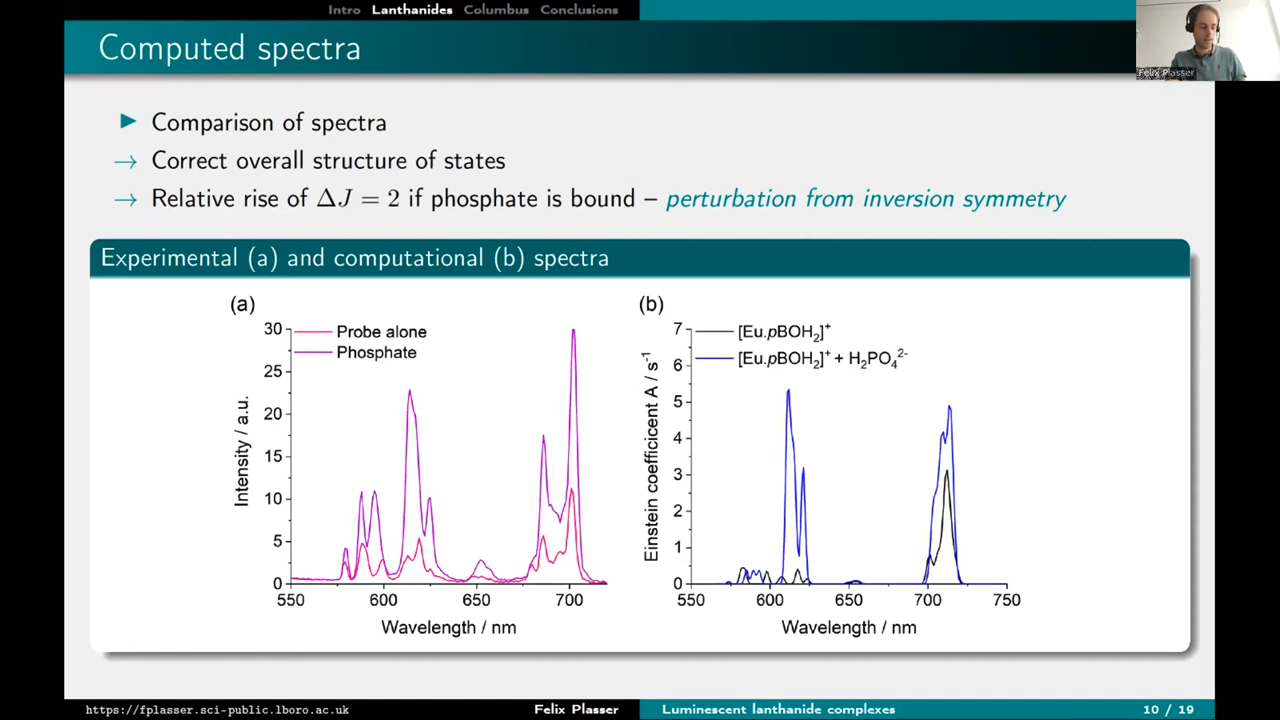 Intro Lanthanides Columbus Conclusions
Computed spectra
Felix Plasser
▶ Comparison of spectra
→ Correct overall structure of states
→ Relative rise of ΔJ = 2 if phosphate is bound – perturbation from inversion symmetry
Experimental (a) and computational (b) spectra
(a)
Probe alone
Phosphate
30
25
20
15
10
5
0
Intensity / a.u.
550 600 650 700
Wavelength / nm
(b)
[Eu.pBOH₂]⁺
[Eu.pBOH₂]⁺ + H₂PO₄²⁻
7
6
5
4
3
2
1
0
Einstein coefficicent A / s⁻¹
550 600 650 700 750
Wavelength / nm
https://fplasser.sci-public.lboro.ac.uk Felix Plasser Luminescent lanthanide complexes 10 / 19